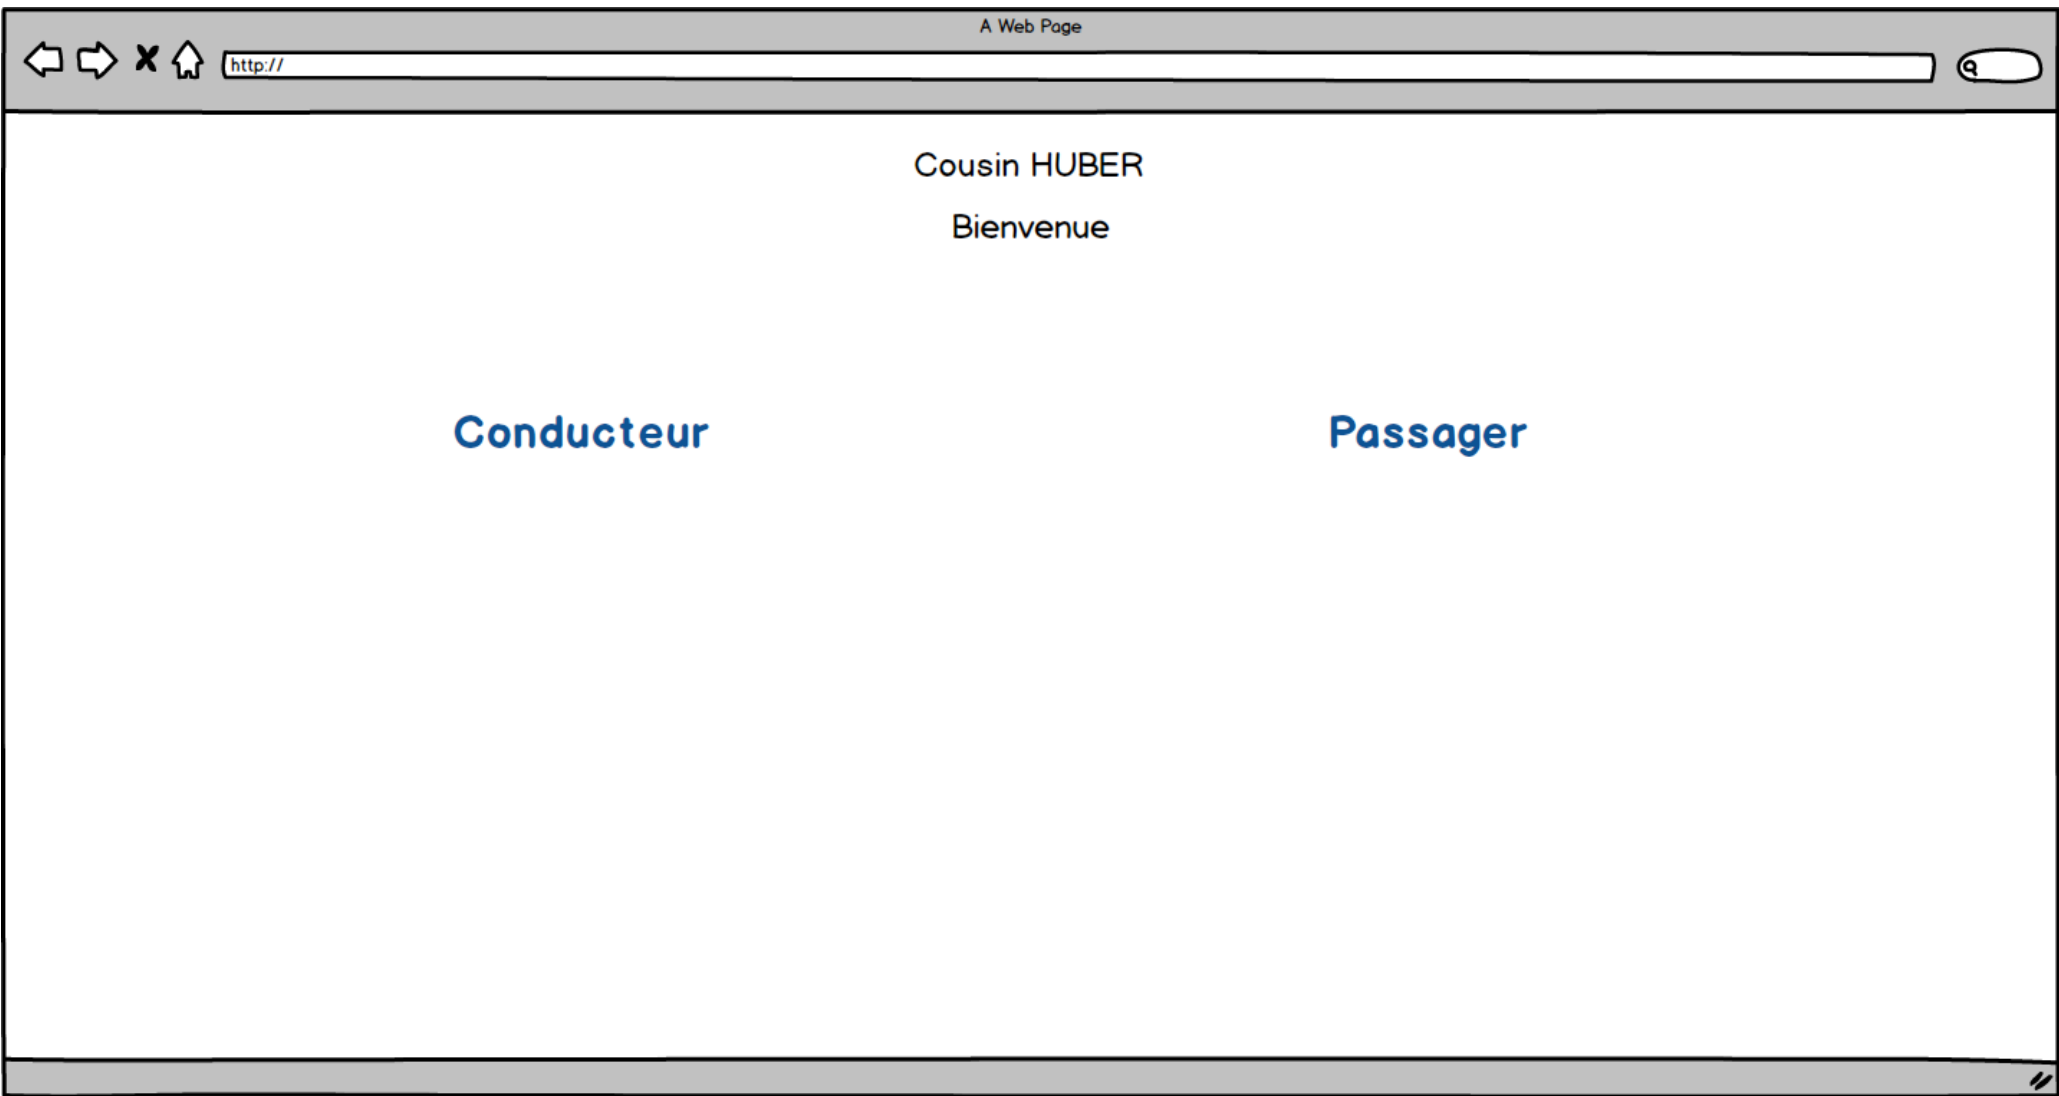 A Web Page
http://
Cousin HUBER
Bienvenue
Conducteur
Passager